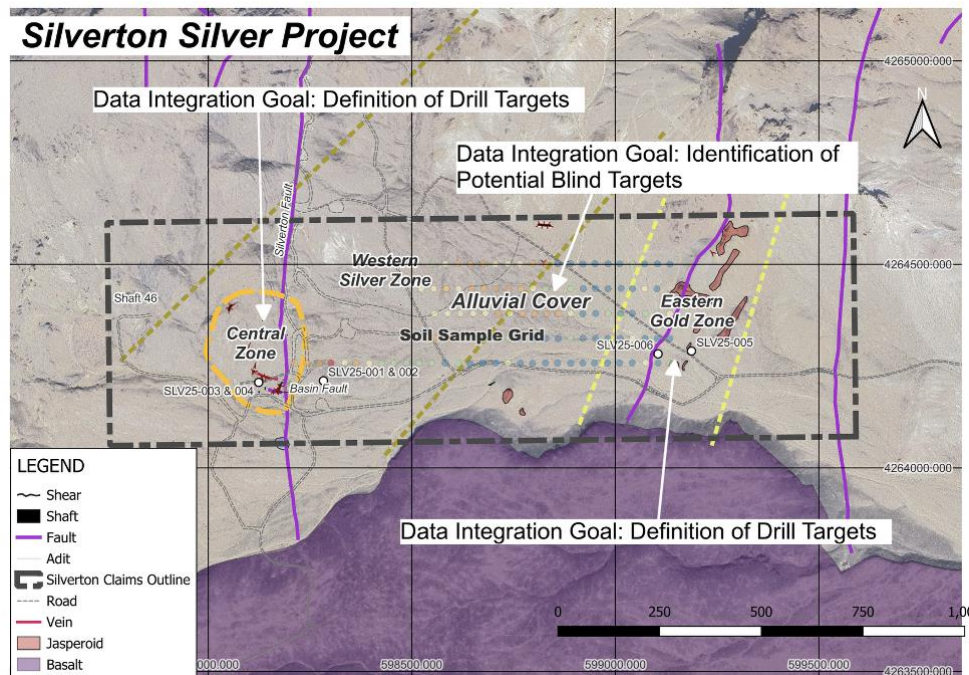 Silverton Silver Project
4265000.000
Data Integration Goal: Definition of Drill Targets
N
Data Integration Goal: Identification of
Potential Blind Targets
Silverton Fault
Western
Silver Zone
4264500.000
Shaft 46
Alluvial Cover
Eastern
Gold Zone
Central
Zone
Soil Sample Grid
SLV25-006
SLV25-005
SLV25-001 & 002
SLV25-003 & 004
Basin Fault
LEGEND
Shear
Shaft
Fault
Adit
Silverton Claims Outline
Road
Vein
Jasperoid
Basalt
4264000.000
Data Integration Goal: Definition of Drill Targets
0 250 500 750 1,00
000.000 598500.000 599000.000 599500.000 4263500.000